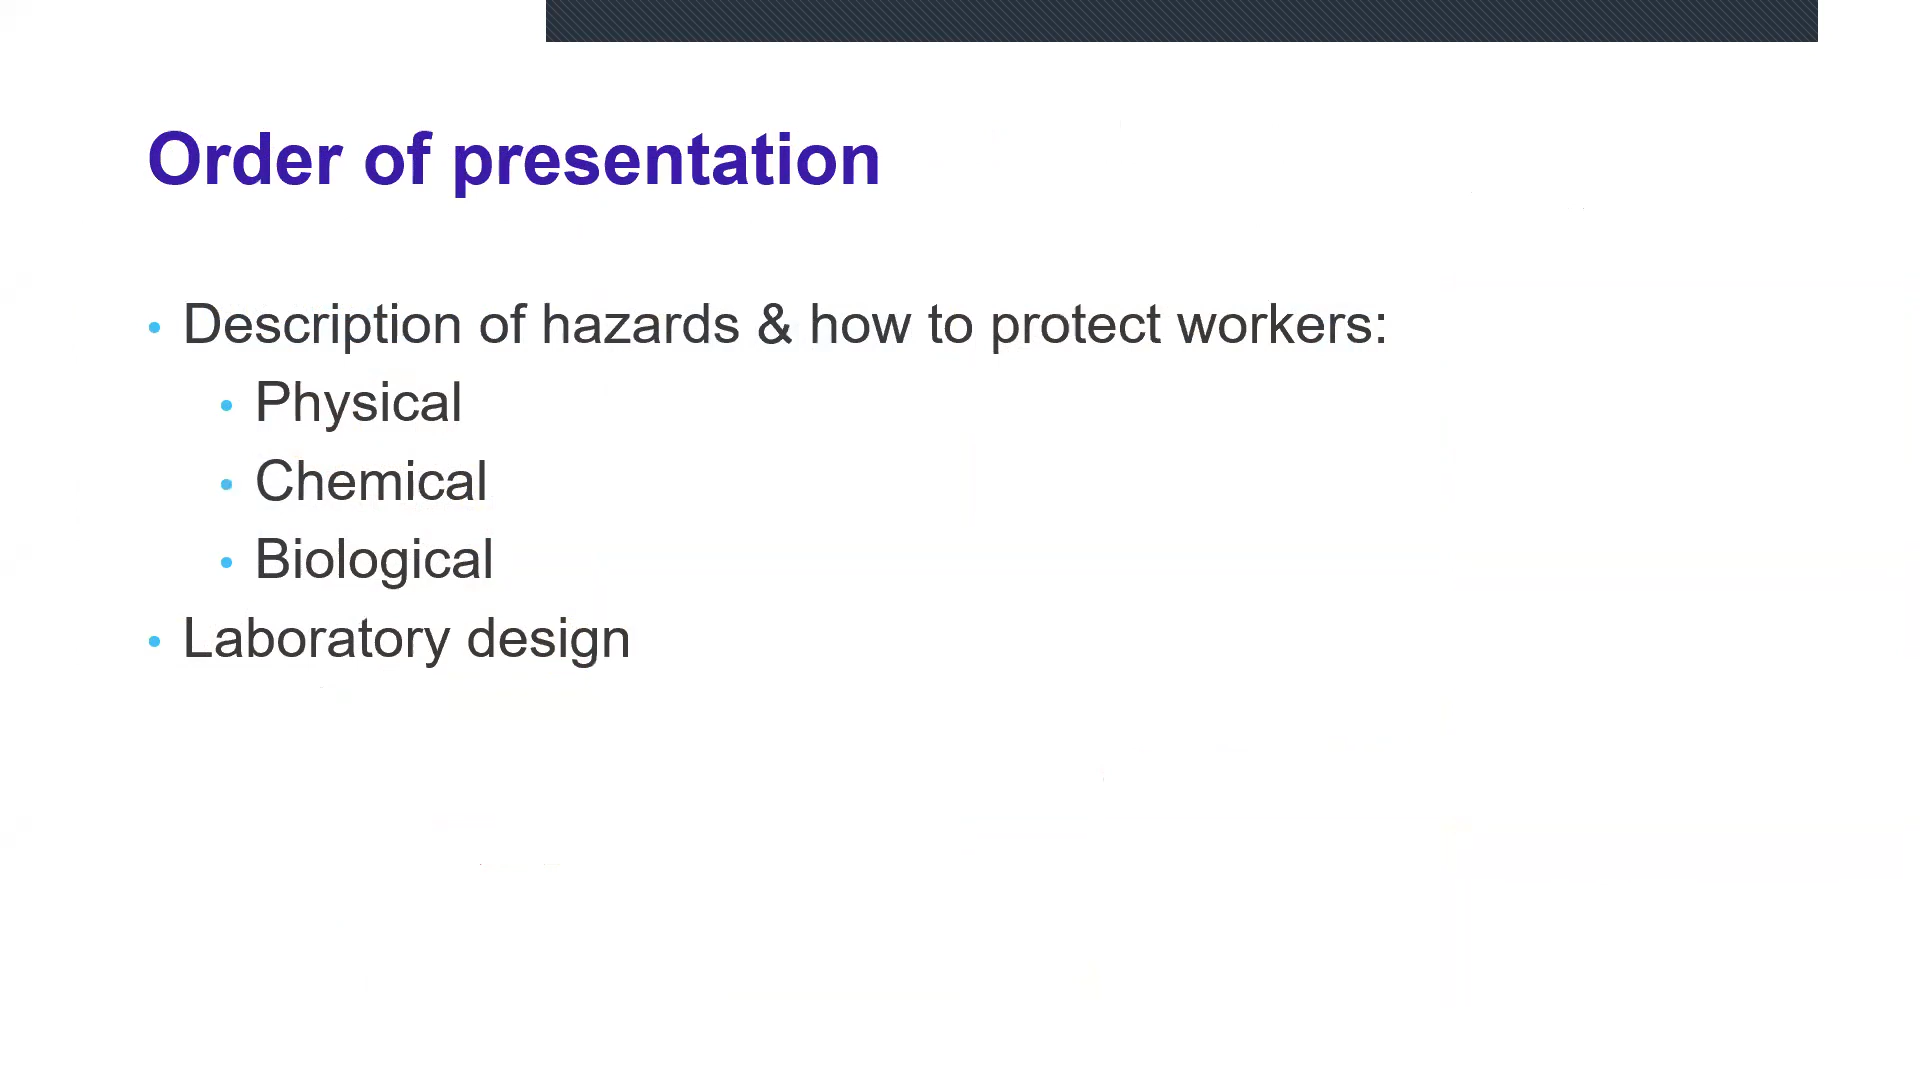 Order of presentation
• Description of hazards & how to protect workers:
• Physical
• Chemical
• Biological
• Laboratory design